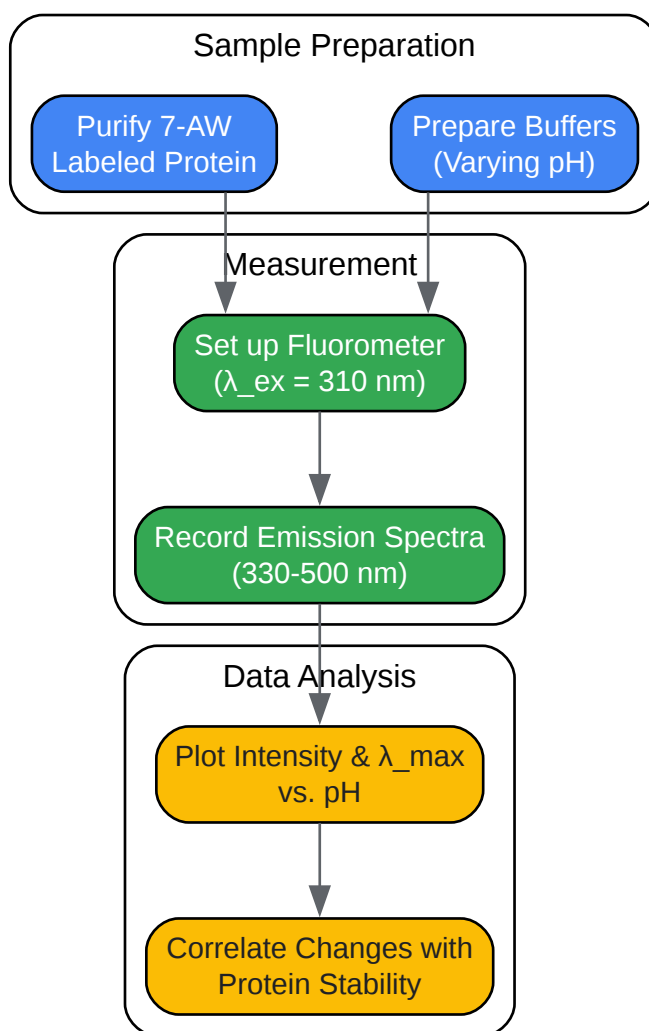 Sample Preparation
Purify 7-AW
Labeled Protein
Prepare Buffers
(Varying pH)
Measurement
Set up Fluorometer
(λ_ex = 310 nm)
Record Emission Spectra
(330-500 nm)
Data Analysis
Plot Intensity & λ_max
vs. pH
Correlate Changes with
Protein Stability